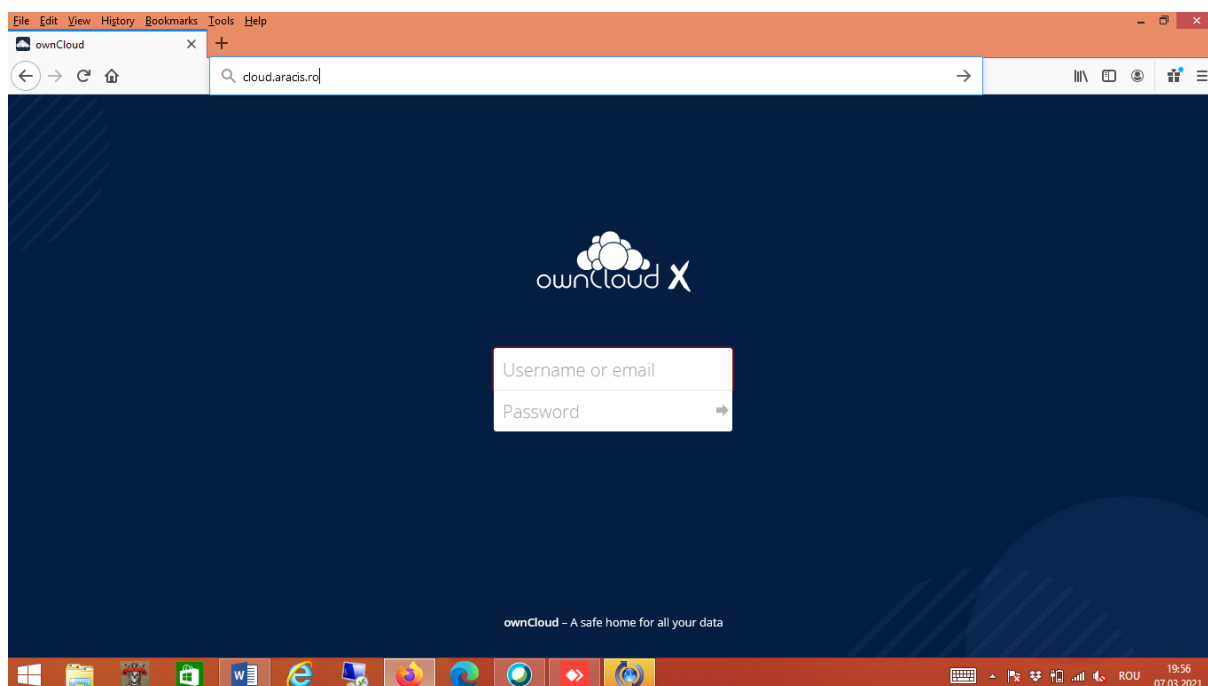 File Edit View History Bookmarks Tools Help
ownCloud
cloud.aracis.ro
ownCloud X
Username or email
Password
ownCloud – A safe home for all your data
ROU
19:56
07.03.2021